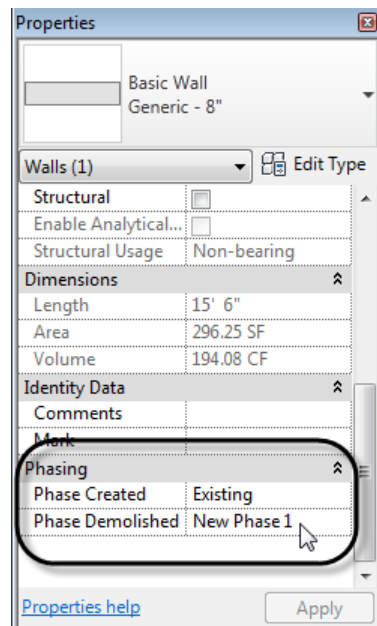 Properties
Basic Wall
Generic - 8"
Walls (1) Edit Type
Structural
Enable Analytical...
Structural Usage Non-bearing
Dimensions
Length 15' 6"
Area 296.25 SF
Volume 194.08 CF
Identity Data
Comments
Mark
Phasing
Phase Created Existing
Phase Demolished New Phase 1
Properties help Apply